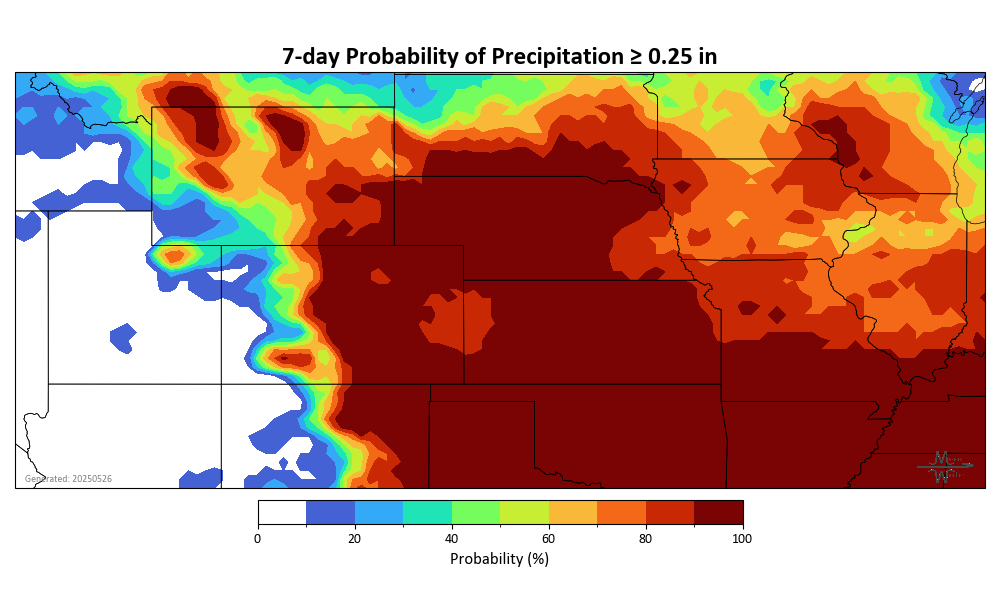 7-day Probability of Precipitation ≥ 0.25 in
Generated: 20250526
0 20 40 60 80 100
Probability (%)